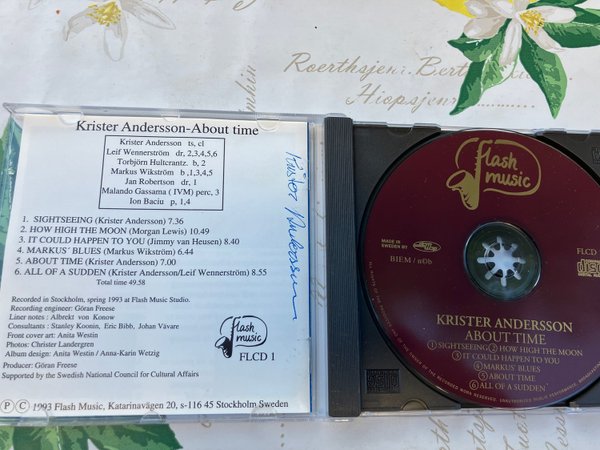 Roerthsjeni. Bert
Hiopsjen
Krister Andersson-About time
Krister Andersson ts, cl
Leif Wennerström dr, 2,3,4,5,6
Torbjörn Hultcrantz. b, 2
Markus Wikström b ,1,3,4,5
Jan Robertson dr, 1
Malando Gassama ( IVM) perc, 3
Ion Baciu p, 1,4
1. SIGHTSEEING (Krister Andersson) 7.36
2. HOW HIGH THE MOON (Morgan Lewis) 10.49
3. IT COULD HAPPEN TO YOU (Jimmy van Heusen) 8.40
4. MARKUS' BLUES (Markus Wikström) 6.44
5. ABOUT TIME (Krister Andersson) 7.00
6. ALL OF A SUDDEN (Krister Andersson/Leif Wennerström) 8.55
Total time 49.58
Recorded in Stockholm, spring 1993 at Flash Music Studio.
Recording engineer: Göran Freese
Liner notes : Albrekt von Konow
Consultants : Stanley Koonin, Eric Bibb, Johan Vävare
Front cover art: Anita Westin
Photos: Christer Landergren
Album design: Anita Westin / Anna-Karin Wetzig
Producer: Göran Freese
Supported by the Swedish National Council for Cultural Affairs
flash
music
FLCD 1
P C 1993 Flash Music, Katarinavägen 20, s-116 45 Stockholm Sweden
Krister Andersson
flash
music
MADE IN
SWEDEN BY
BIEM / ncb
FLCD
KRISTER ANDERSSON
ABOUT TIME
1 SIGHTSEEING 2 HOW HIGH THE MOON
3 IT COULD HAPPEN TO YOU
4 MARKUS' BLUES
5 ABOUT TIME
6 ALL OF A SUDDEN